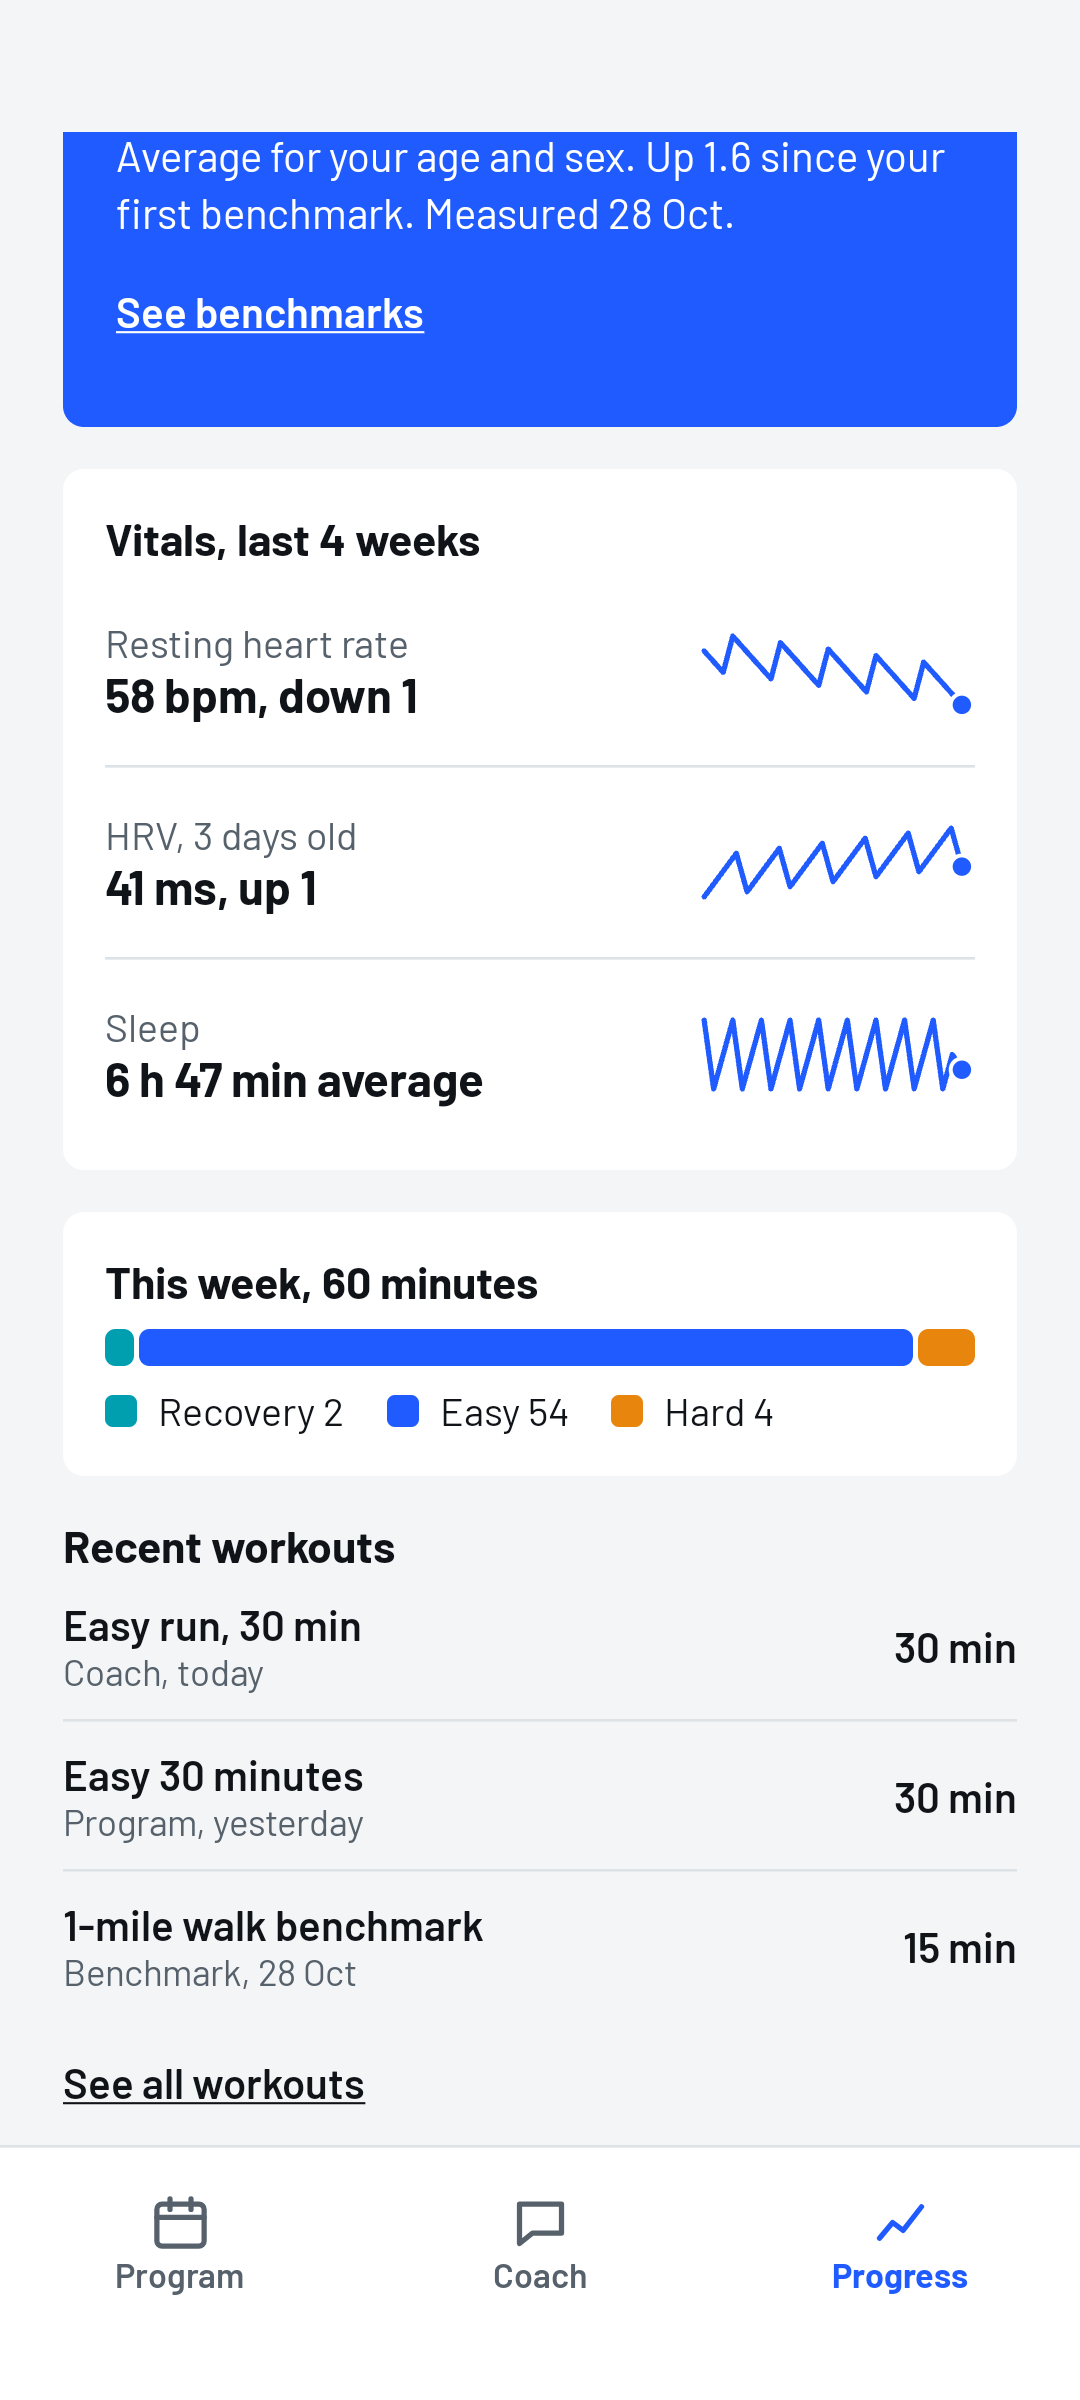 Average for your age and sex. Up 1.6 since your
first benchmark. Measured 28 Oct.
See benchmarks
Vitals, last 4 weeks
Resting heart rate
58 bpm, down 1
HRV, 3 days old
41 ms, up 1
Sleep
6 h 47 min average
This week, 60 minutes
Recovery 2
Easy 54
Hard 4
Recent workouts
Easy run, 30 min
Coach, today
30 min
Easy 30 minutes
Program, yesterday
30 min
1-mile walk benchmark
Benchmark, 28 Oct
15 min
See all workouts
Program
Coach
Progress